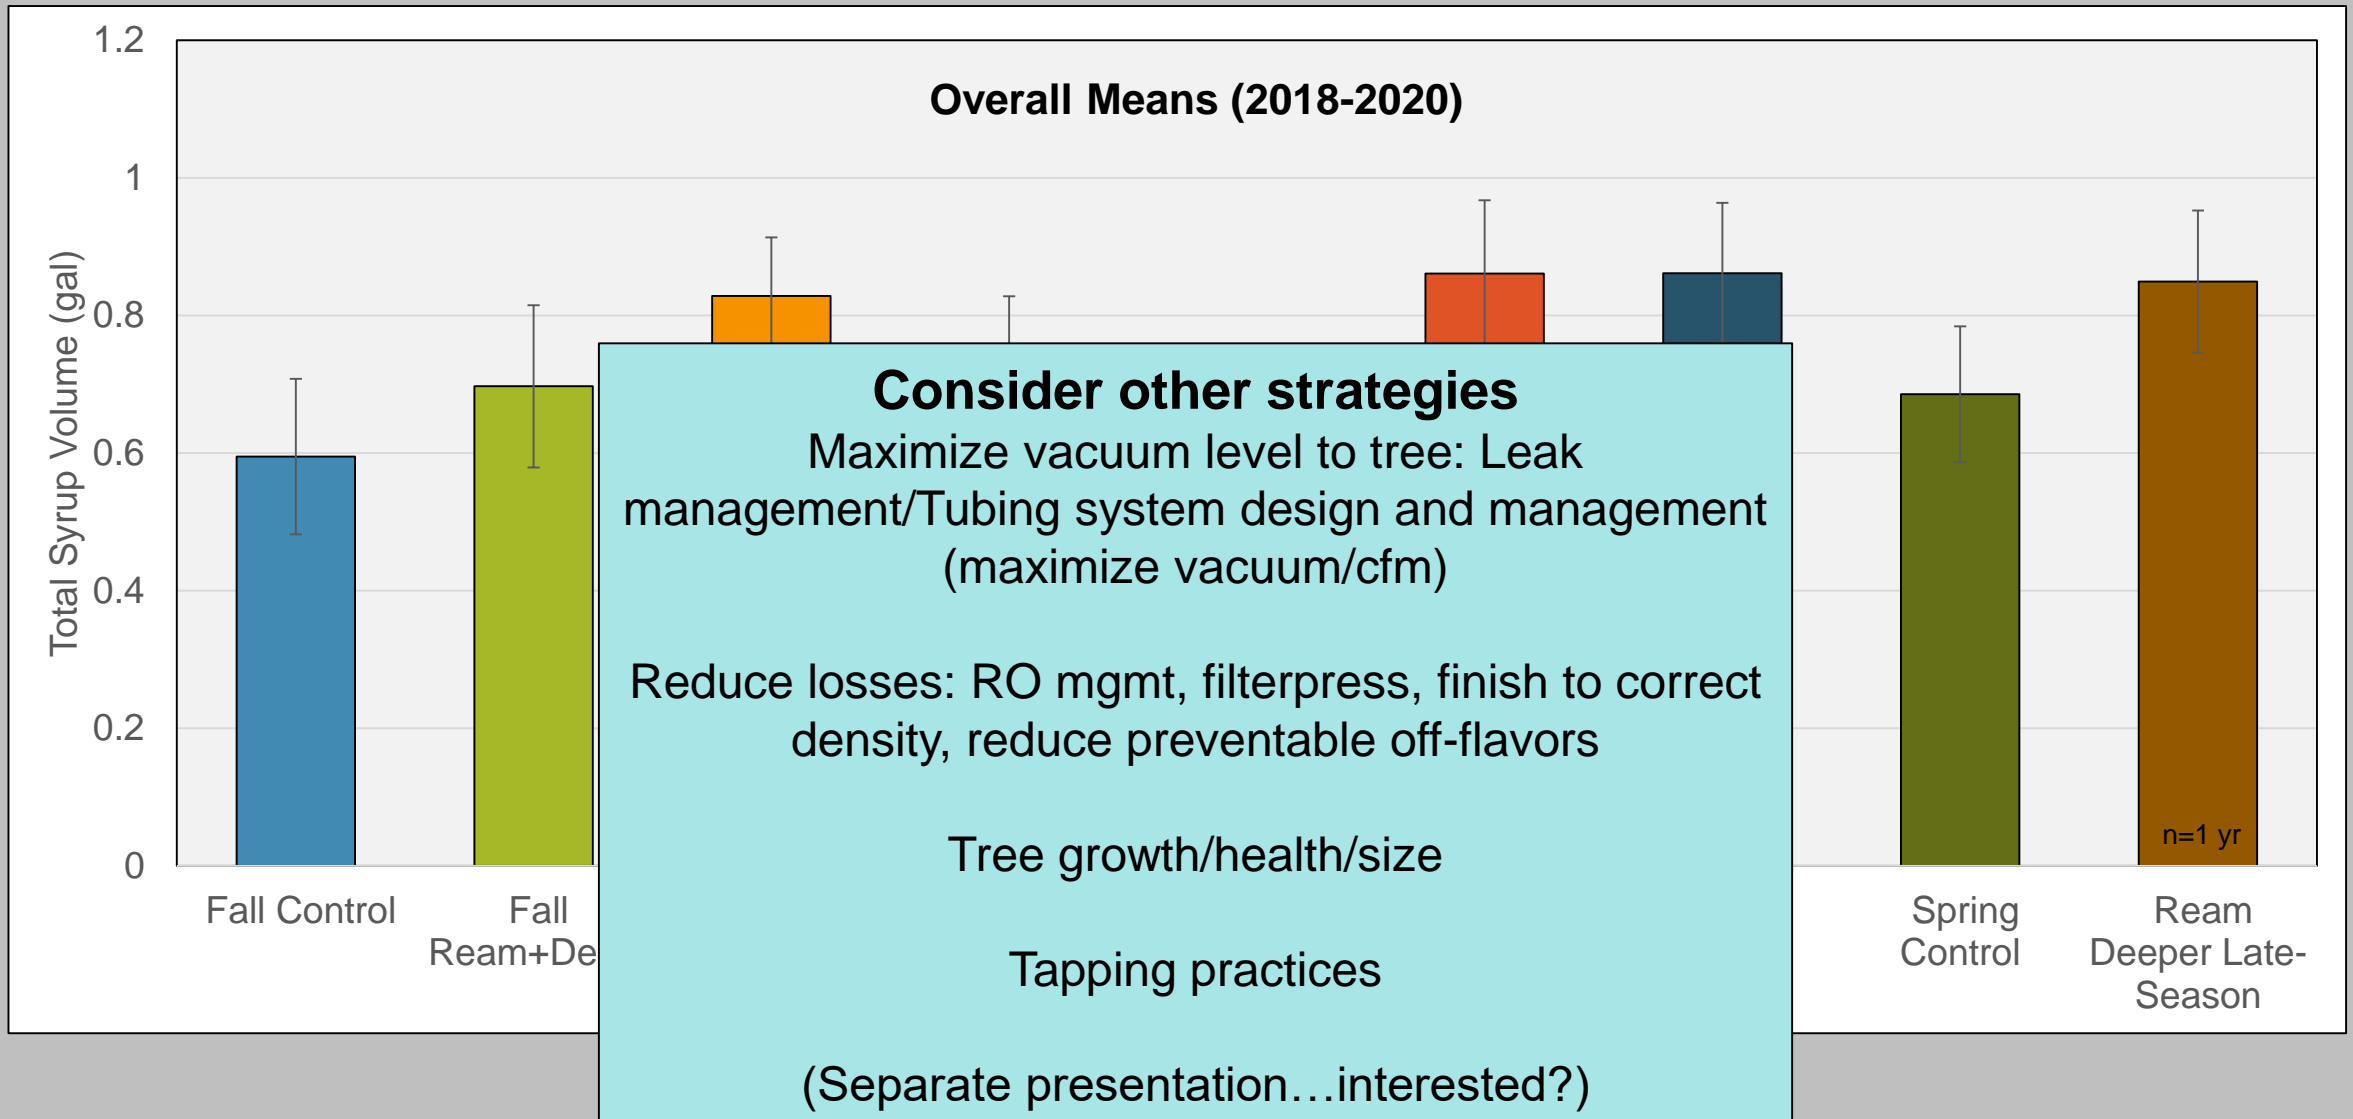 Overall Means (2018-2020)
Total Syrup Volume (gal)
1.2
1
0.8
0.6
0.4
0.2
0
Consider other strategies
Maximize vacuum level to tree: Leak
management/Tubing system design and management
(maximize vacuum/cfm)
Reduce losses: RO mgmt, filterpress, finish to correct
density, reduce preventable off-flavors
Tree growth/health/size
Tapping practices
(Separate presentation…interested?)
n=1 yr
Fall Control
Fall
Ream+De
Spring
Control
Ream
Deeper Late-
Season